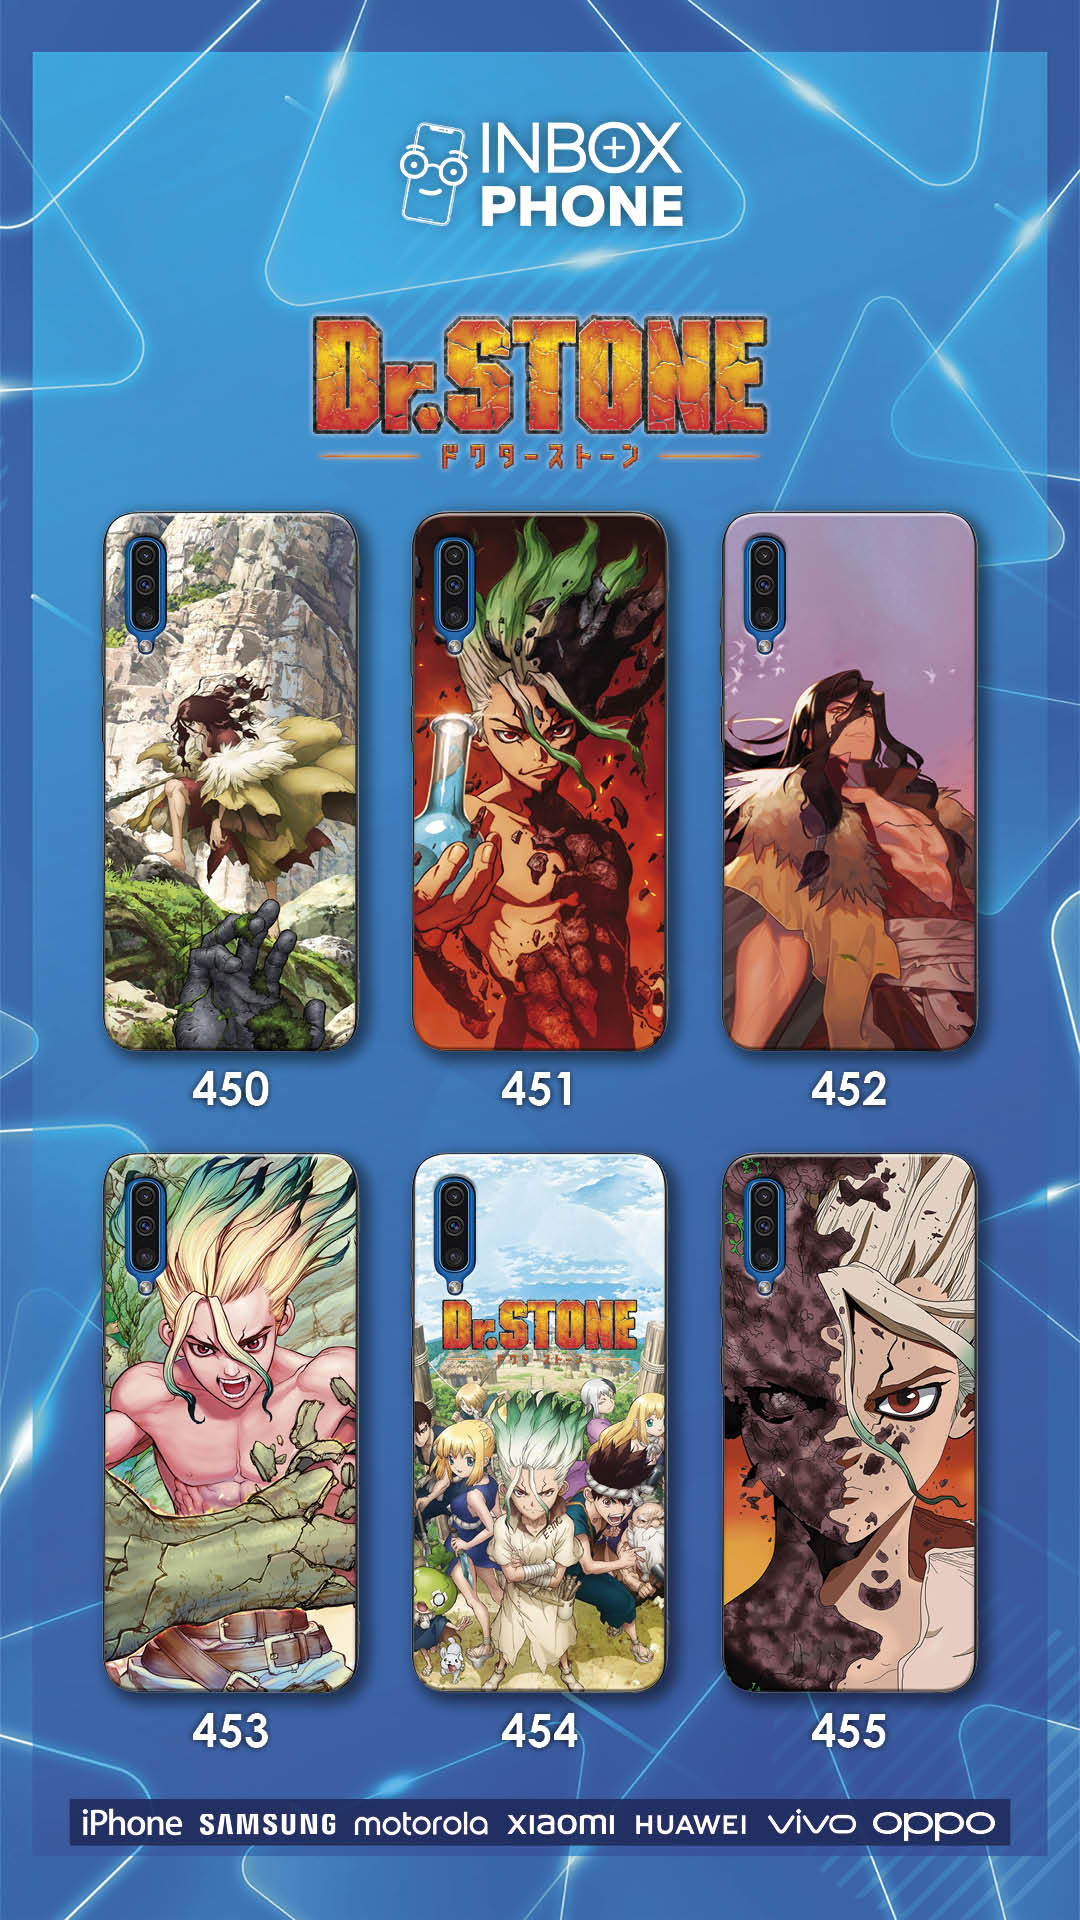 INBOX
PHONE
Dr.STONE
ドクターストーン
450
451
452
Dr.STONE
ドクターストーン
453
454
455
iPhone SAMSUNG motorola XIAOMI HUAWEI vivo oppo